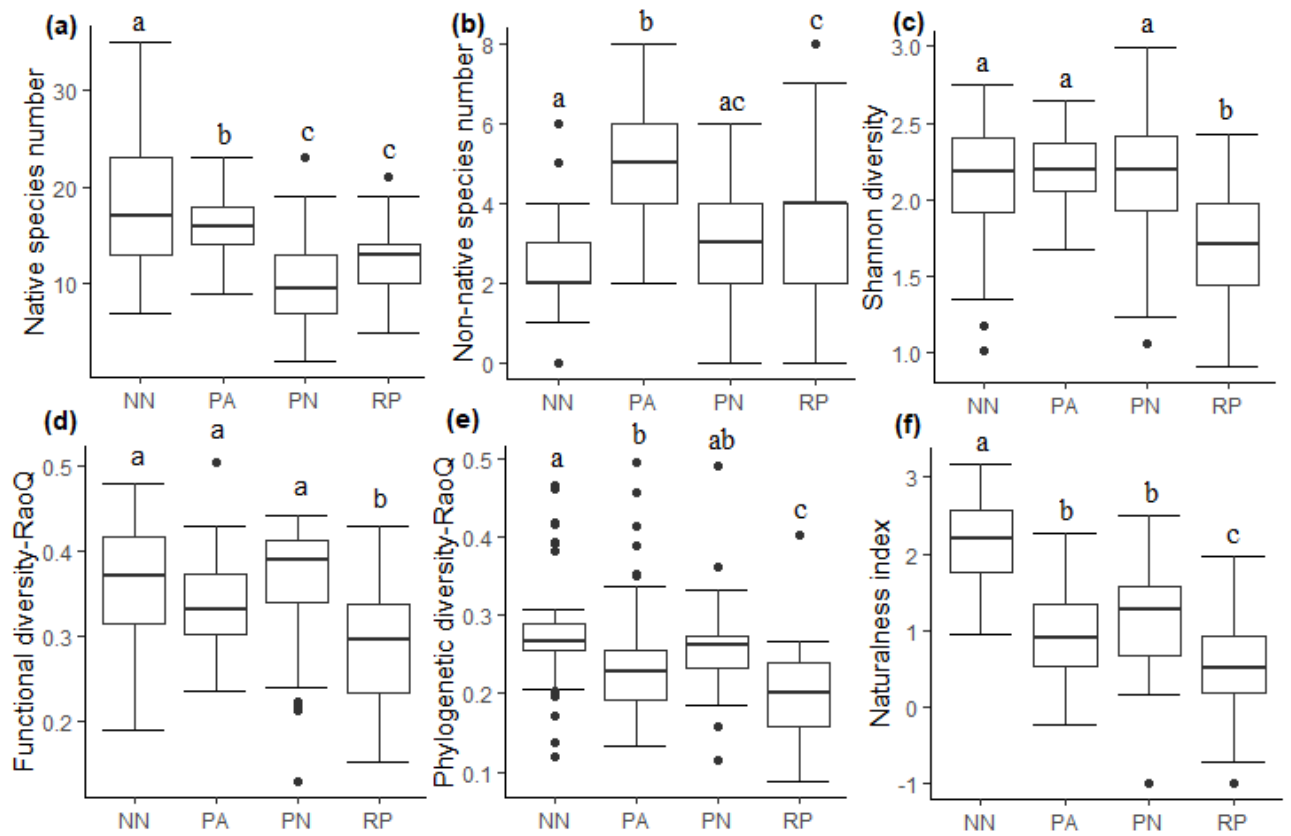 (a)
a
b
c
c
Native species number
30
20
10
NN PA PN RP
(b)
a
b
ac
c
Non-native species number
8
6
4
2
0
NN PA PN RP
(c)
a
a
a
b
Shannon diversity
3.0
2.5
2.0
1.5
1.0
NN PA PN RP
(d)
a
a
a
b
Functional diversity-RaoQ
0.5
0.4
0.3
0.2
NN PA PN RP
(e)
a
b
ab
c
Phylogenetic diversity-RaoQ
0.5
0.4
0.3
0.2
0.1
NN PA PN RP
(f)
a
b
b
c
Naturalness index
3
2
1
0
-1
NN PA PN RP